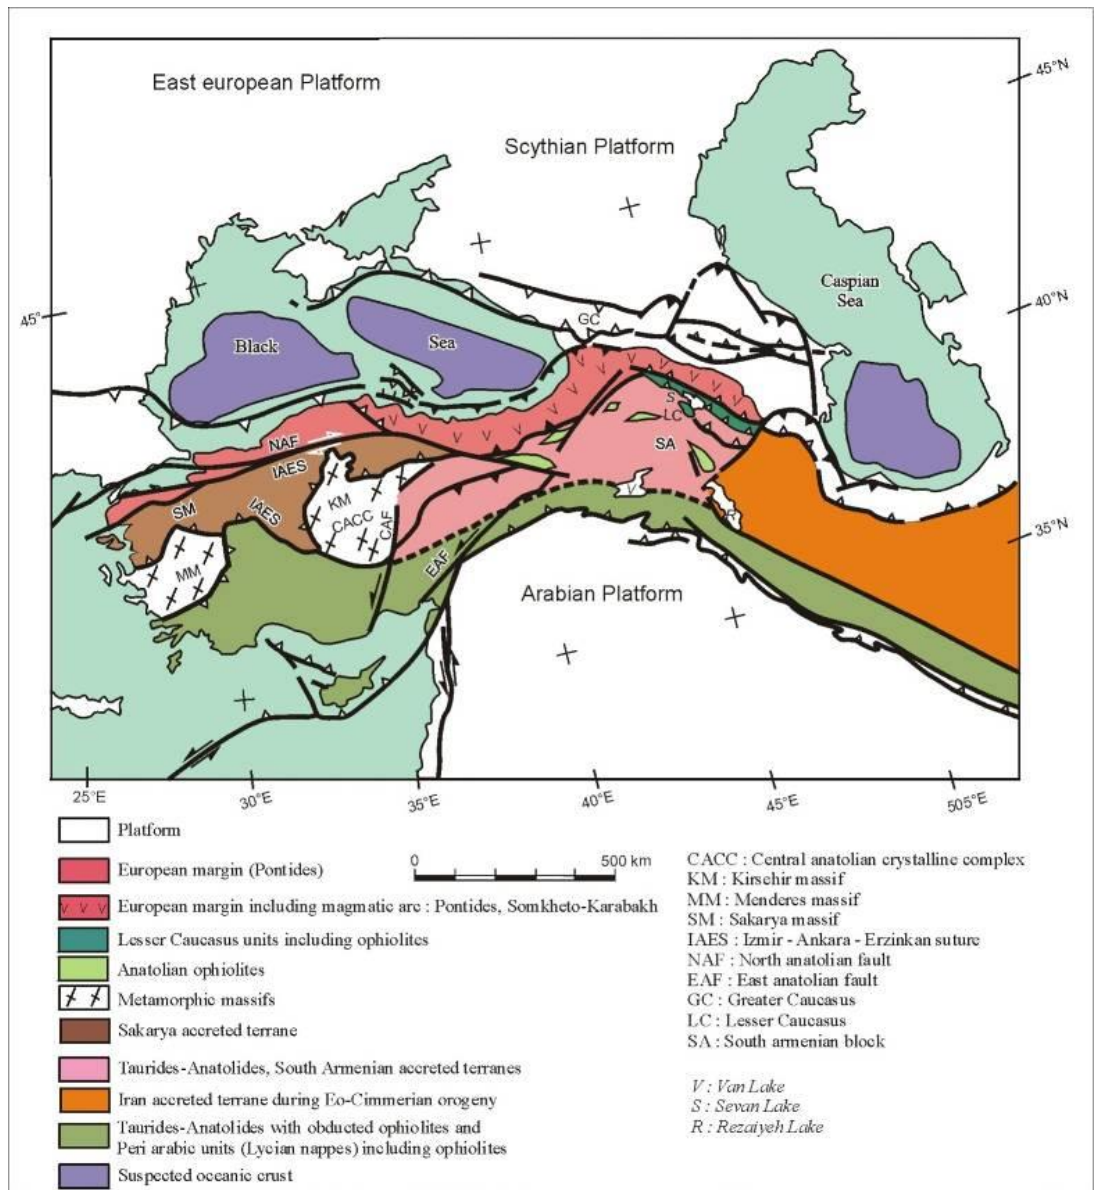 East european Platform
Scythian Platform
45°N
Caspian
Sea
40°N
45°
GC
Black
Sea
S
LC
NAF
SA
IAES
IAES
SM
KM
CACC
CAF
V
R
35°N
MM
EAF
Arabian Platform
25°E
30°E
35°E
40°E
45°E
505°E
Platform
European margin (Pontides)
0 500 km
European margin including magmatic arc : Pontides, Somkheto-Karabakh
Lesser Caucasus units including ophiolites
Anatolian ophiolites
Metamorphic massifs
Sakarya accreted terrane
Taurides-Anatolides, South Armenian accreted terranes
Iran accreted terrane during Eo-Cimmerian orogeny
Taurides-Anatolides with obducted ophiolites and
Peri arabic units (Lycian nappes) including ophiolites
Suspected oceanic crust
CACC : Central anatolian crystalline complex
KM : Kirsehir massif
MM : Menderes massif
SM : Sakarya massif
IAES : Izmir - Ankara - Erzinkan suture
NAF : North anatolian fault
EAF : East anatolian fault
GC : Greater Caucasus
LC : Lesser Caucasus
SA : South armenian block
V : Van Lake
S : Sevan Lake
R : Rezaiyeh Lake